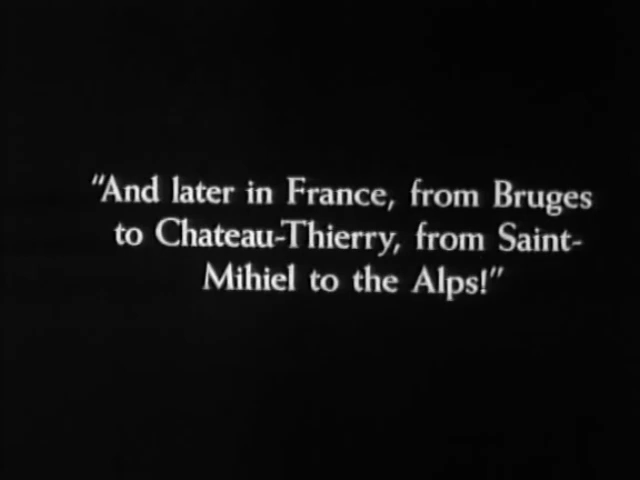 "And later in France, from Bruges
to Chateau-Thierry, from Saint-
Mihiel to the Alps!"